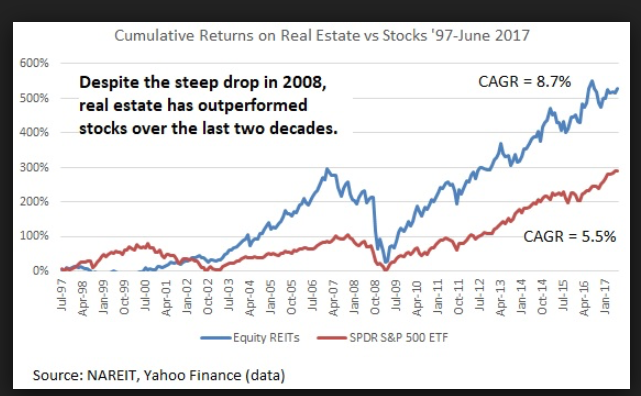 Cumulative Returns on Real Estate vs Stocks '97-June 2017
600%
Despite the steep drop in 2008,
real estate has outperformed
stocks over the last two decades.
CAGR = 8.7%
500%
400%
300%
200%
100%
0%
CAGR = 5.5%
Jul-97
Apr-98
Jan-99
Oct-99
Jul-00
Apr-01
Jan-02
Oct-02
Jul-03
Apr-04
Jan-05
Oct-05
Jul-06
Apr-07
Jan-08
Oct-08
Jul-09
Apr-10
Jan-11
Oct-11
Jul-12
Apr-13
Jan-14
Oct-14
Jul-15
Apr-16
Jan-17
Equity REITs
SPDR S&P 500 ETF
Source: NAREIT, Yahoo Finance (data)